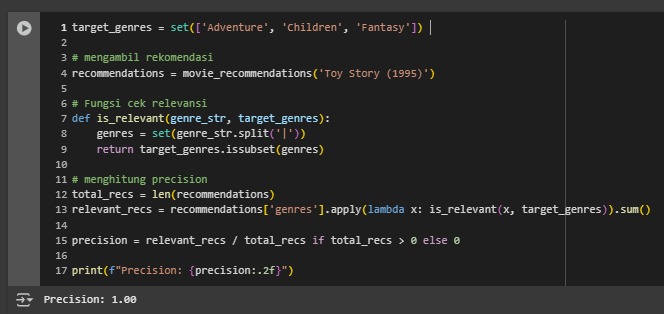 1 target_genres = set(['Adventure', 'Children', 'Fantasy'])
2
3 # mengambil rekomendasi
4 recommendations = movie_recommendations('Toy Story (1995)')
5
6 # Fungsi cek relevansi
7 def is_relevant(genre_str, target_genres):
8     genres = set(genre_str.split('|'))
9     return target_genres.issubset(genres)
10
11 # menghitung precision
12 total_recs = len(recommendations)
13 relevant_recs = recommendations['genres'].apply(lambda x: is_relevant(x, target_genres)).sum()
14
15 precision = relevant_recs / total_recs if total_recs > 0 else 0
16
17 print(f"Precision: {precision:.2f}")
Precision: 1.00